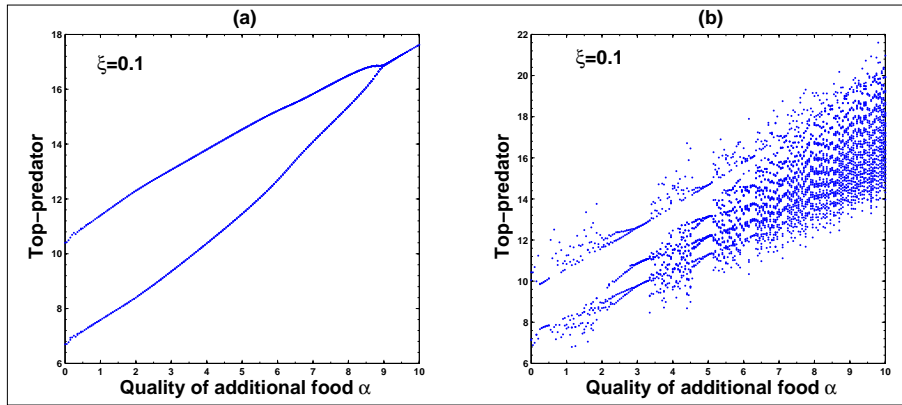 (a)
ξ=0.1
Top−predator
18
16
14
12
10
8
6
0 1 2 3 4 5 6 7 8 9 10
Quality of additional food α
(b)
ξ=0.1
Top−predator
22
20
18
16
14
12
10
8
6
0 1 2 3 4 5 6 7 8 9 10
Quality of additional food α